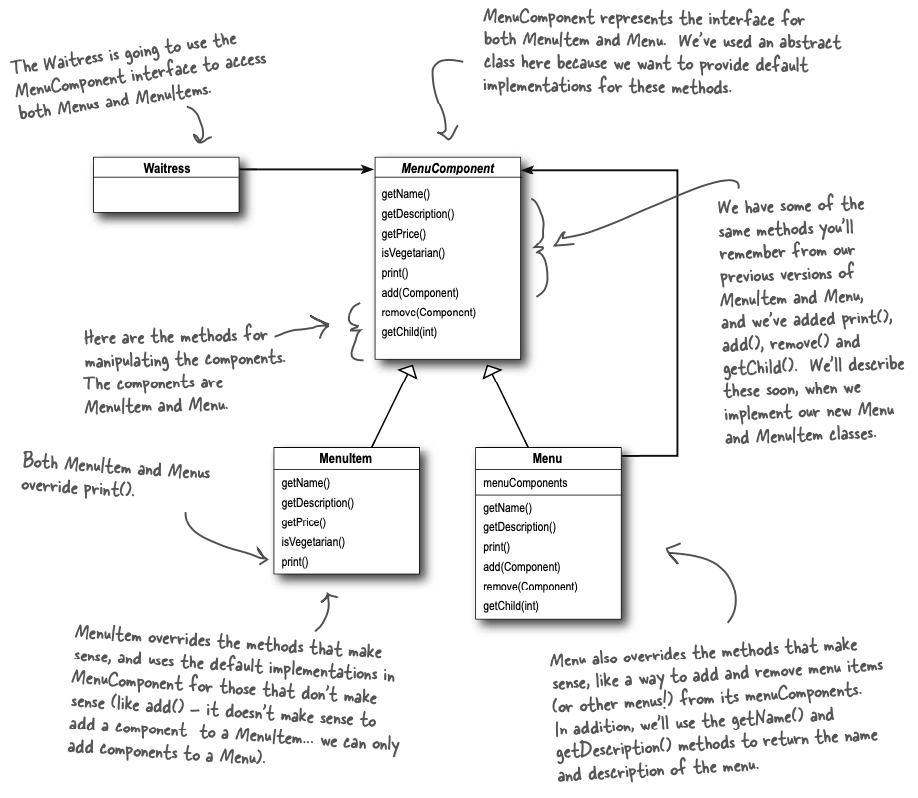 MenuComponent represents the interface for
both MenuItem and Menu. We've used an abstract
class here because we want to provide default
implementations for these methods.
The Waitress is going to use the
MenuComponent interface to access
both Menus and MenuItems.
Waitress
MenuComponent
getName()
getDescription()
getPrice()
isVegetarian()
print()
add(Component)
remove(Component)
getChild(int)
We have some of the
same methods you'll
remember from our
previous versions of
MenuItem and Menu,
and we've added print(),
add(), remove() and
getChild(). We'll describe
these soon, when we
implement our new Menu
and MenuItem classes.
Here are the methods for
manipulating the components.
The components are
MenuItem and Menu.
Both MenuItem and Menus
override print().
MenuItem
getName()
getDescription()
getPrice()
isVegetarian()
print()
Menu
menuComponents
getName()
getDescription()
print()
add(Component)
remove(Component)
getChild(int)
MenuItem overrides the methods that make
sense, and uses the default implementations in
MenuComponent for those that don't make
sense (like add() – it doesn't make sense to
add a component to a MenuItem... we can only
add components to a Menu).
Menu also overrides the methods that make
sense, like a way to add and remove menu items
(or other menus!) from its menuComponents.
In addition, we'll use the getName() and
getDescription() methods to return the name
and description of the menu.